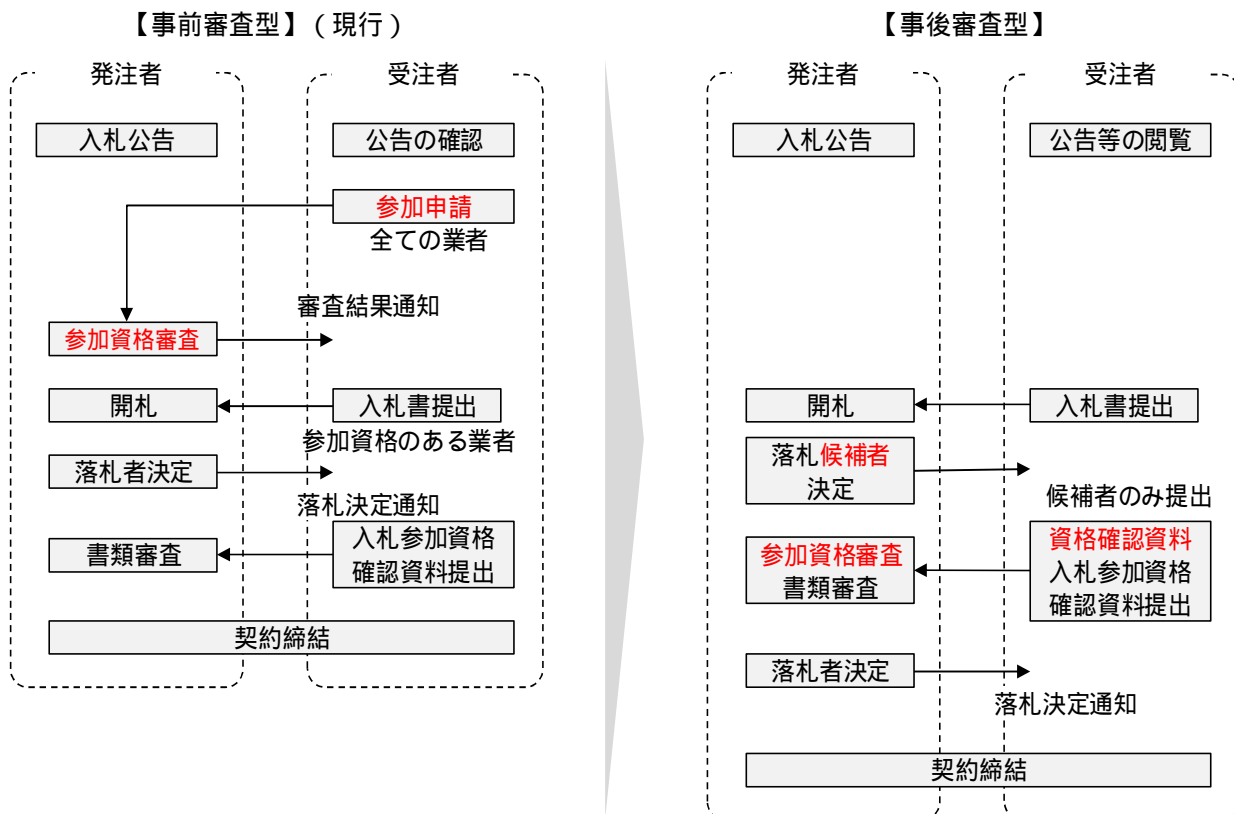 【事前審査型】(現行)
発注者
受注者
入札公告
公告の確認
参加申請
全ての業者
審査結果通知
参加資格審査
開札
入札書提出
参加資格のある業者
落札者決定
落札決定通知
書類審査
入札参加資格
確認資料提出
契約締結
【事後審査型】
発注者
受注者
入札公告
公告等の閲覧
開札
入札書提出
落札候補者
決定
候補者のみ提出
参加資格審査
書類審査
資格確認資料
入札参加資格
確認資料提出
落札者決定
落札決定通知
契約締結